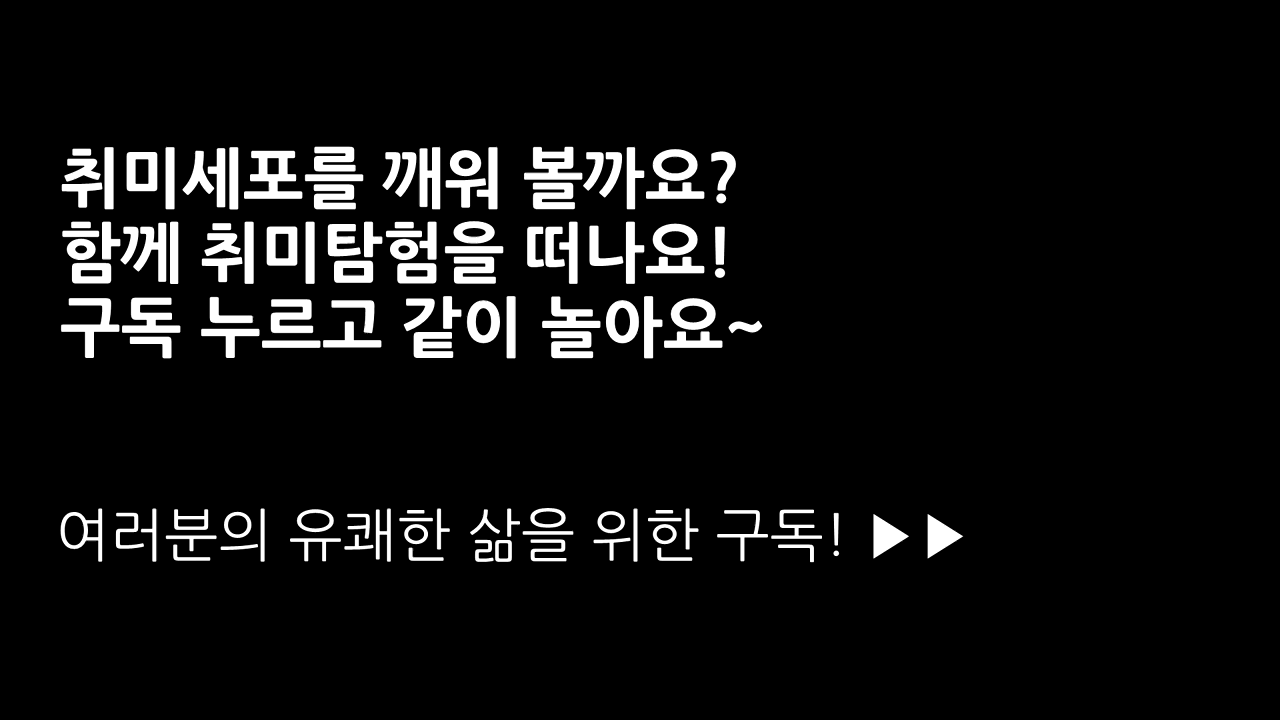 취미세포를 깨워 볼까요?
함께 취미탐험을 떠나요!
구독 누르고 같이 놀아요~
여러분의 유쾌한 삶을 위한 구독! ▶▶